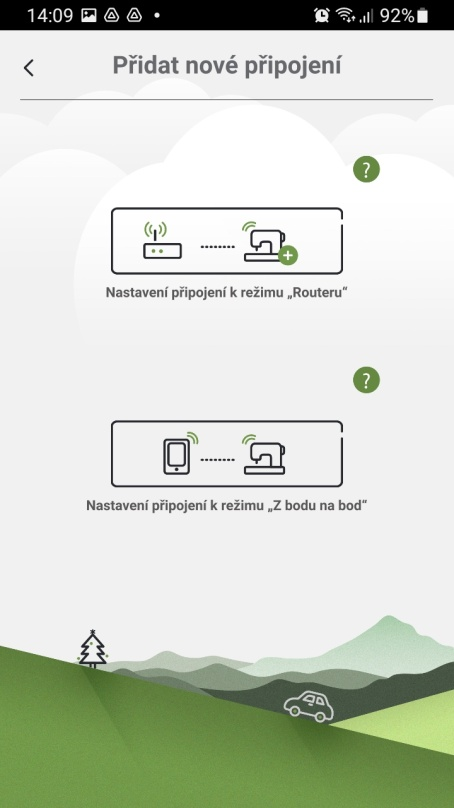 14:09
92%
Přidat nové připojení
?
Nastavení připojení k režimu „Routeru“
?
Nastavení připojení k režimu „Z bodu na bod“